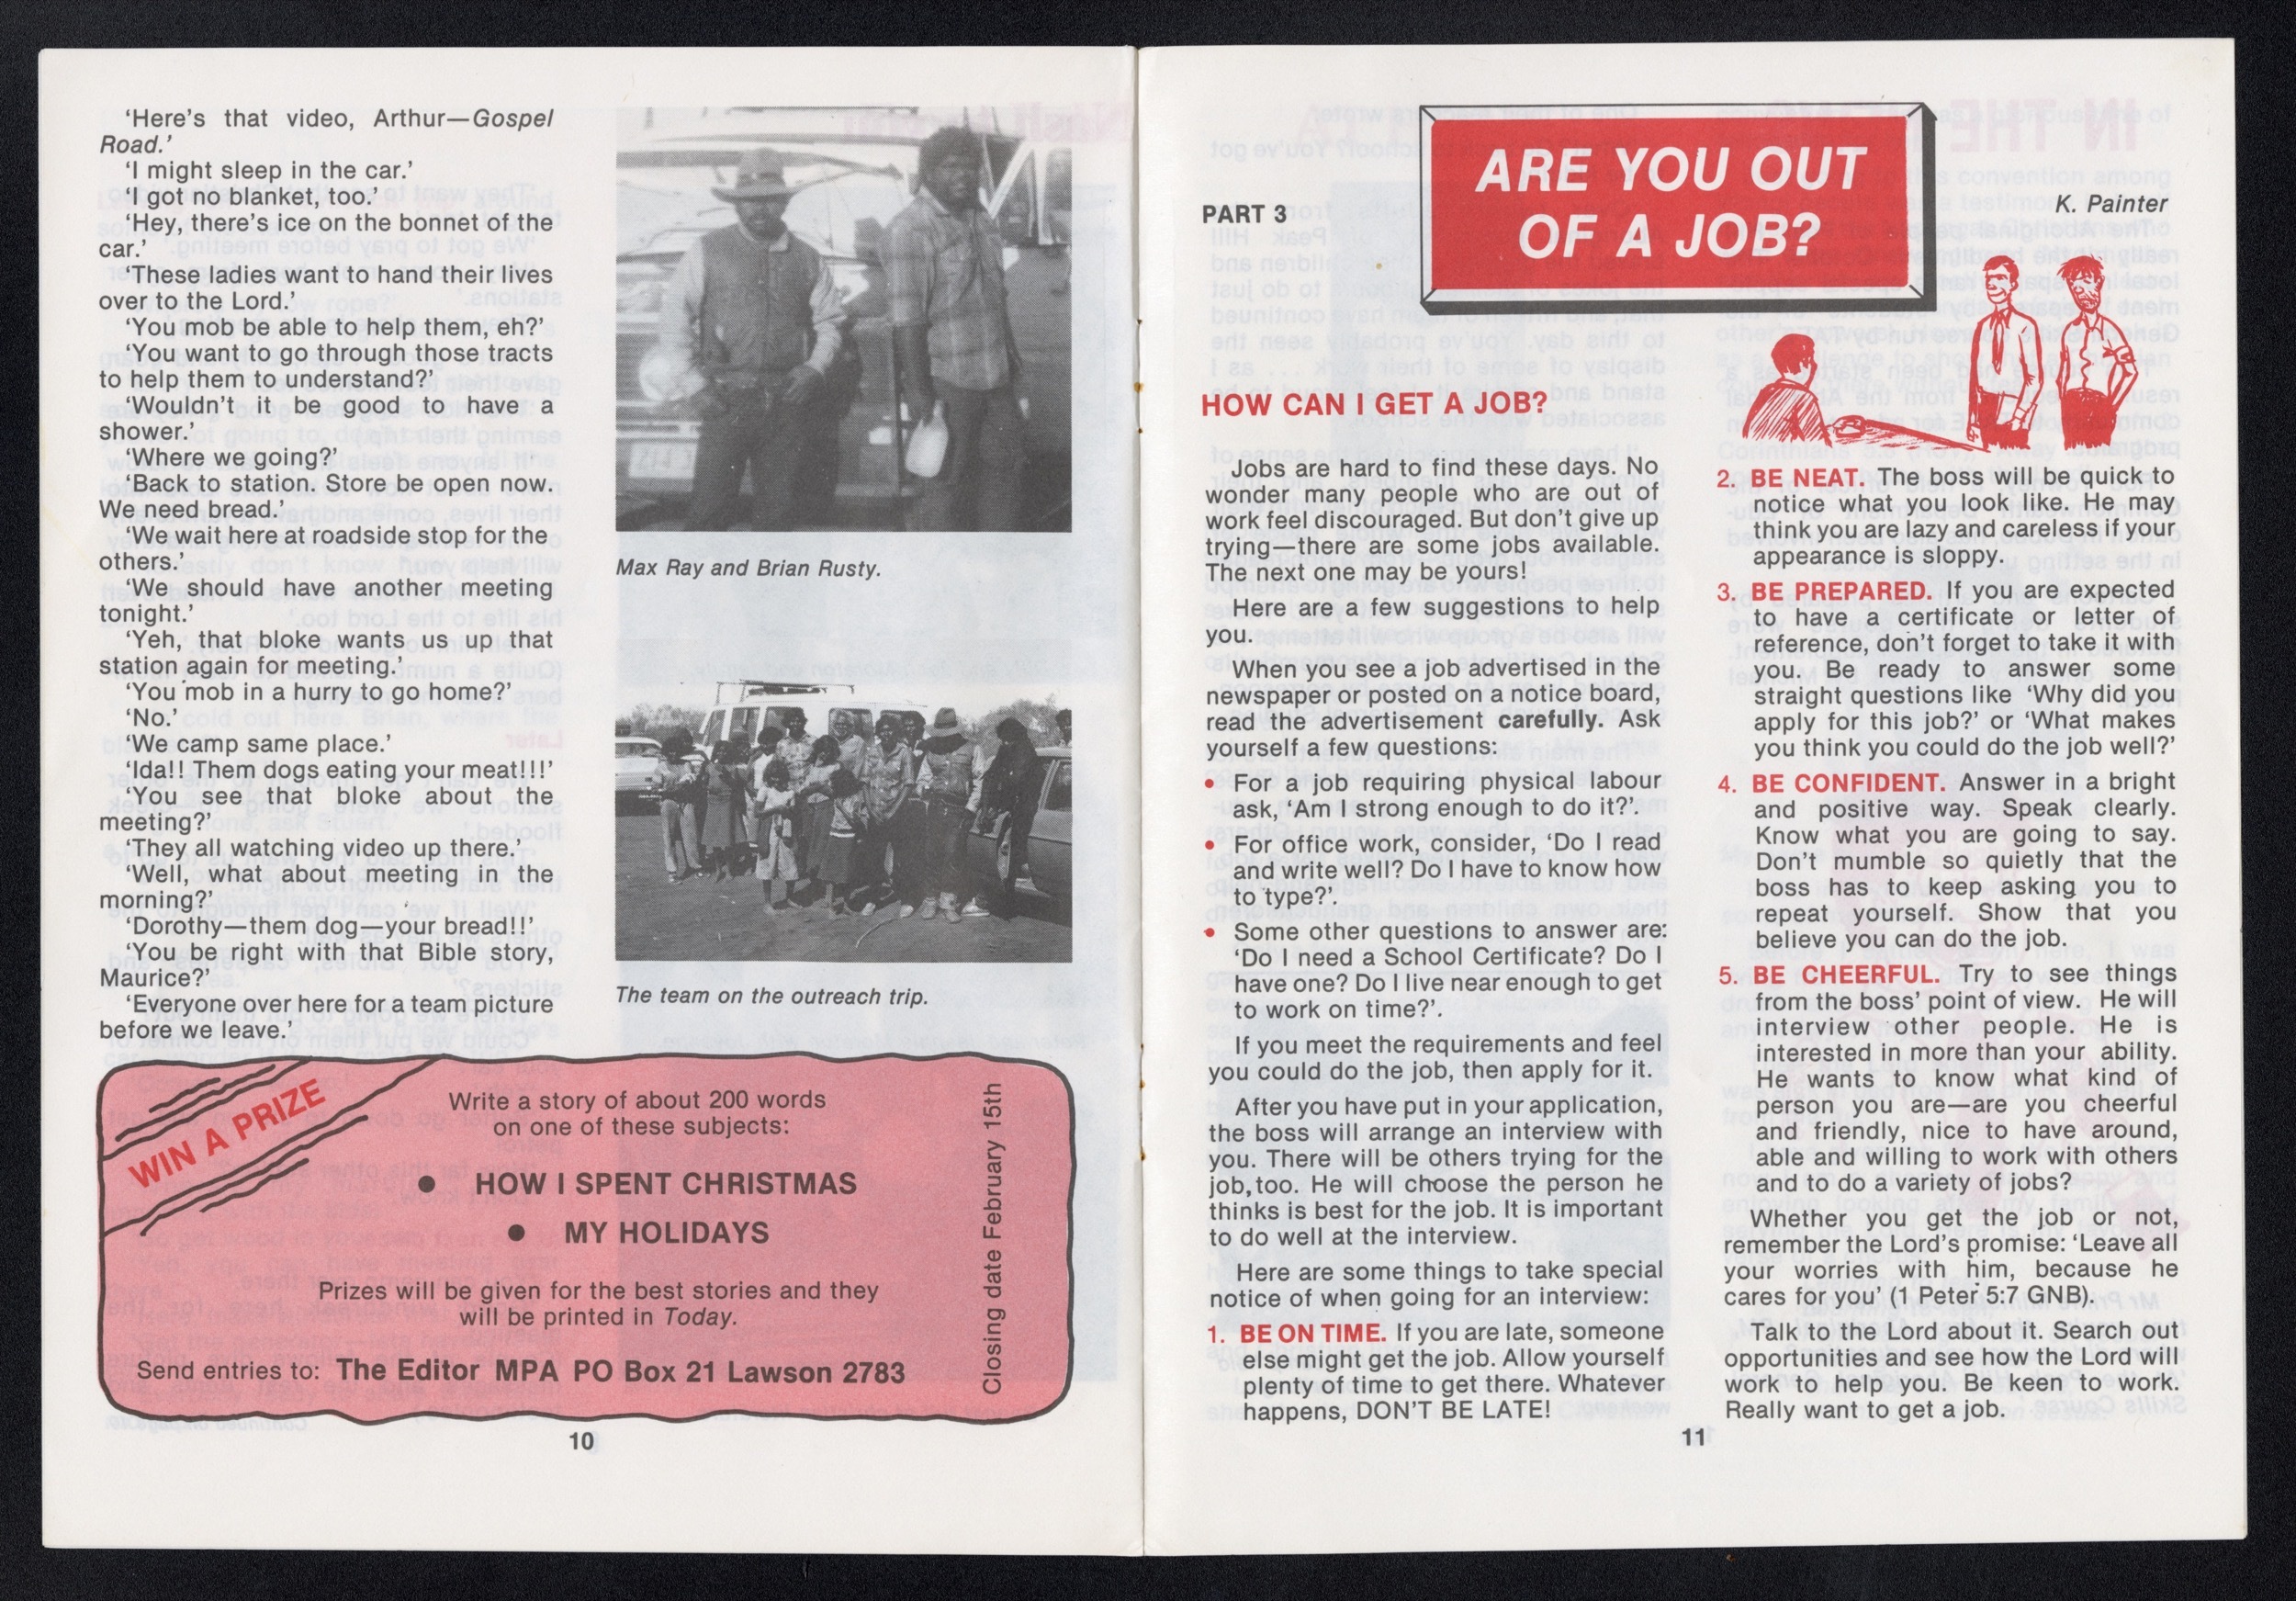 ‘Here's that video, Arthur—Gospel
Road.’
‘I might sleep in the car.’
‘I got no blanket, too.’
‘Hey, there's ice on the bonnet of the
car.’
‘These ladies want to hand their lives
over to the Lord.’
‘You mob be able to help them, eh?’
‘You want to go through those tracts
to help them to understand?’
‘Wouldn't it be good to have a
shower.’
‘Where we going?’
‘Back to station. Store be open now.
We need bread.’
‘We wait here at roadside stop for the
others.’
‘We should have another meeting
tonight.’
‘Yeh, that bloke wants us up that
station again for meeting.’
‘You mob in a hurry to go home?’
‘No.’
‘We camp same place.’
‘Ida!! Them dogs eating your meat!!!’
‘You see that bloke about the
meeting?’
‘They all watching video up there.’
‘Well, what about meeting in the
morning?’
‘Dorothy—them dog—your bread!!’
‘You be right with that Bible story,
Maurice?’
‘Everyone over here for a team picture
before we leave.’
Max Ray and Brian Rusty.
The team on the outreach trip.
WIN A PRIZE
Write a story of about 200 words
on one of these subjects:
● HOW I SPENT CHRISTMAS
● MY HOLIDAYS
Prizes will be given for the best stories and they
will be printed in Today.
Send entries to: The Editor MPA PO Box 21 Lawson 2783
Closing date February 15th
10
ARE YOU OUT
OF A JOB?
PART 3
K. Painter
HOW CAN I GET A JOB?
Jobs are hard to find these days. No
wonder many people who are out of
work feel discouraged. But don't give up
trying—there are some jobs available.
The next one may be yours!
Here are a few suggestions to help
you.
When you see a job advertised in the
newspaper or posted on a notice board,
read the advertisement carefully. Ask
yourself a few questions:
• For a job requiring physical labour
ask, ‘Am I strong enough to do it?’.
• For office work, consider, ‘Do I read
and write well? Do I have to know how
to type?’.
• Some other questions to answer are:
‘Do I need a School Certificate? Do I
have one? Do I live near enough to get
to work on time?’.
If you meet the requirements and feel
you could do the job, then apply for it.
After you have put in your application,
the boss will arrange an interview with
you. There will be others trying for the
job, too. He will choose the person he
thinks is best for the job. It is important
to do well at the interview.
Here are some things to take special
notice of when going for an interview:
1. BE ON TIME. If you are late, someone
else might get the job. Allow yourself
plenty of time to get there. Whatever
happens, DON'T BE LATE!
2. BE NEAT. The boss will be quick to
notice what you look like. He may
think you are lazy and careless if your
appearance is sloppy.
3. BE PREPARED. If you are expected
to have a certificate or letter of
reference, don't forget to take it with
you. Be ready to answer some
straight questions like ‘Why did you
apply for this job?’ or ‘What makes
you think you could do the job well?’
4. BE CONFIDENT. Answer in a bright
and positive way. Speak clearly.
Know what you are going to say.
Don't mumble so quietly that the
boss has to keep asking you to
repeat yourself. Show that you
believe you can do the job.
5. BE CHEERFUL. Try to see things
from the boss' point of view. He will
interview other people. He is
interested in more than your ability.
He wants to know what kind of
person you are—are you cheerful
and friendly, nice to have around,
able and willing to work with others
and to do a variety of jobs?
Whether you get the job or not,
remember the Lord's promise: ‘Leave all
your worries with him, because he
cares for you’ (1 Peter 5:7 GNB).
Talk to the Lord about it. Search out
opportunities and see how the Lord will
work to help you. Be keen to work.
Really want to get a job.
11